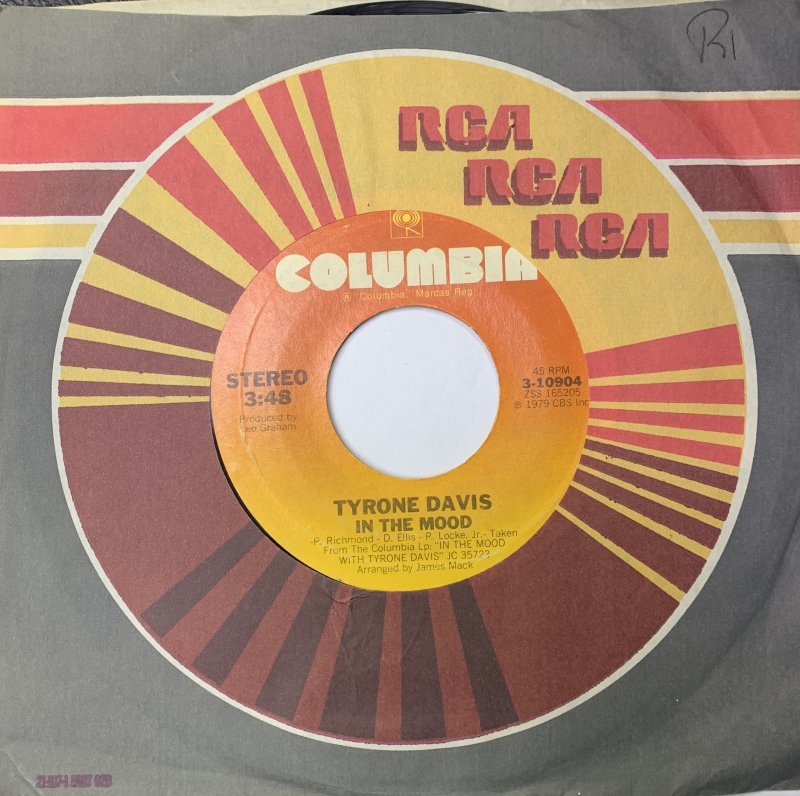 R1
RCA
RCA
RCA
COLUMBIA
® "Columbia," Marcas Reg.
STEREO
3:48
Produced by
Leo Graham
45 RPM
3-10904
ZSS 165205
℗ 1979 CBS Inc
TYRONE DAVIS
IN THE MOOD
-P. Richmond - D. Ellis - R. Locke, Jr.- Taken
From The Columbia Lp: "IN THE MOOD
WITH TYRONE DAVIS" JC 35723
Arranged by James Mack